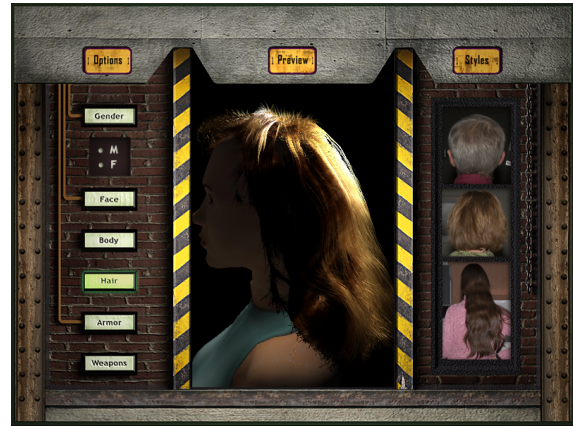 Options
Preview
Styles
Gender
M
F
Face
Body
Hair
Armor
Weapons